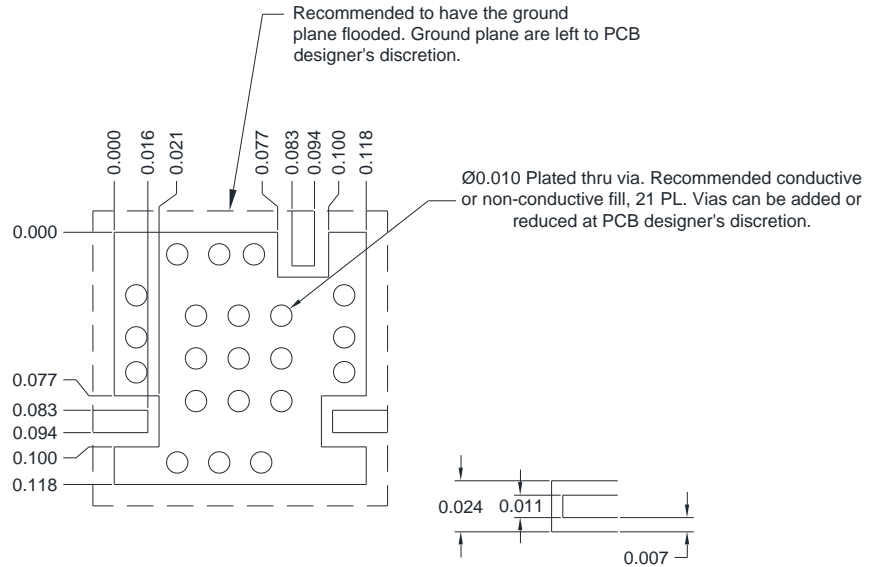 Recommended to have the ground
plane flooded. Ground plane are left to PCB
designer's discretion.
0.000
0.016
0.021
0.077
0.083
0.094
0.100
0.118
Ø0.010 Plated thru via. Recommended conductive
or non-conductive fill, 21 PL. Vias can be added or
reduced at PCB designer's discretion.
0.000
0.077
0.083
0.094
0.100
0.118
0.024
0.011
0.007